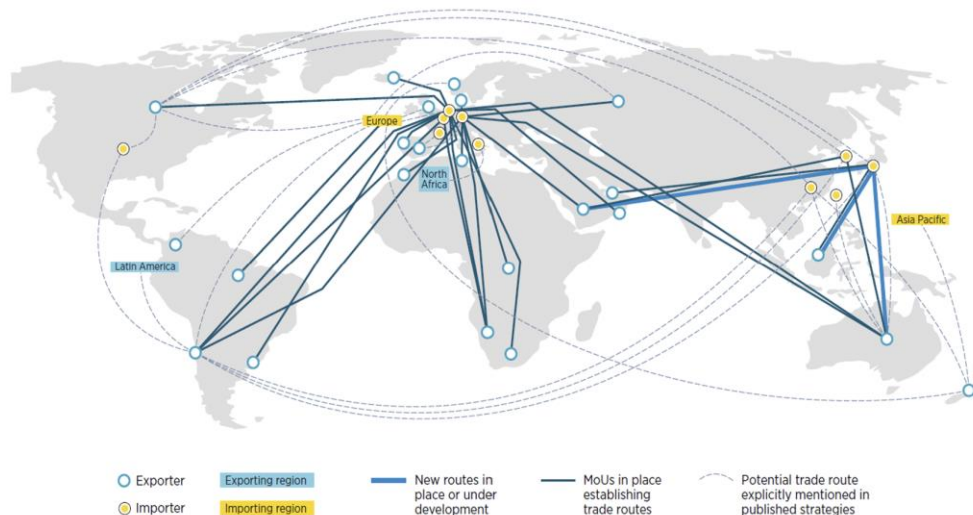 Europe
North
Africa
Asia Pacific
Latin America
Exporter
Importer
Exporting region
Importing region
New routes in
place or under
development
MoUs in place
establishing
trade routes
Potential trade route
explicitly mentioned in
published strategies